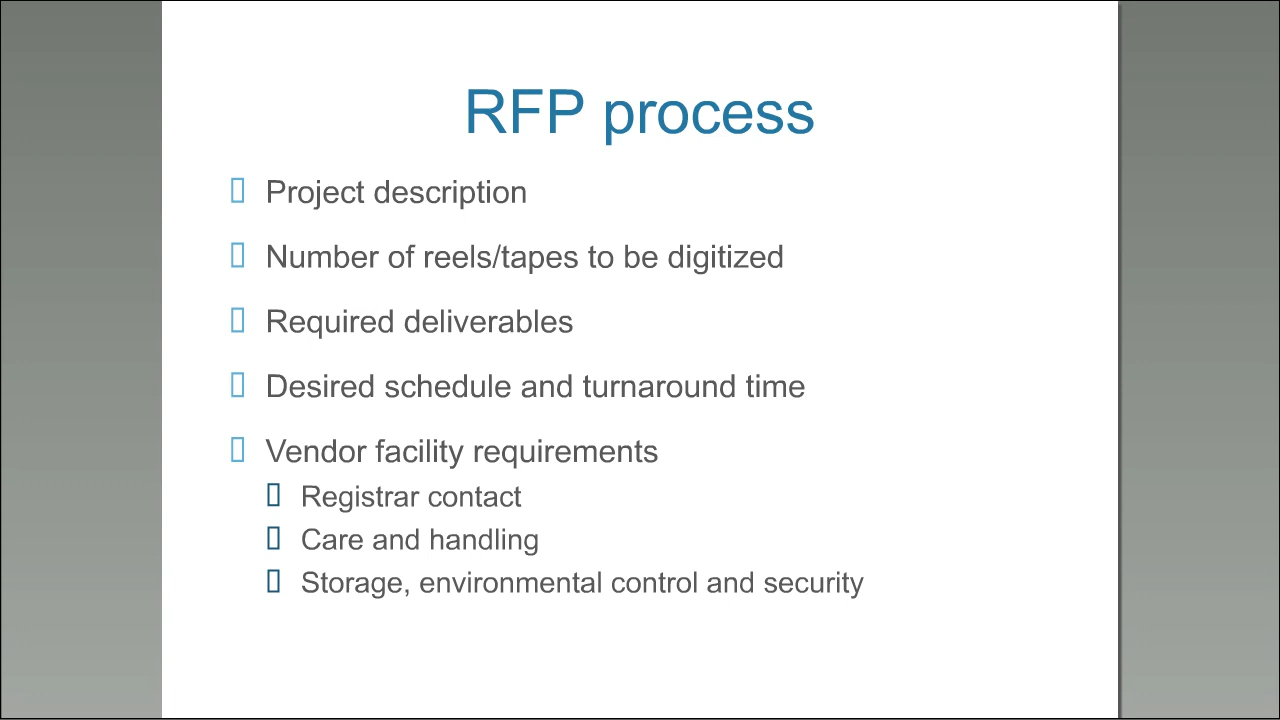 RFP process
Project description
Number of reels/tapes to be digitized
Required deliverables
Desired schedule and turnaround time
Vendor facility requirements
Registrar contact
Care and handling
Storage, environmental control and security